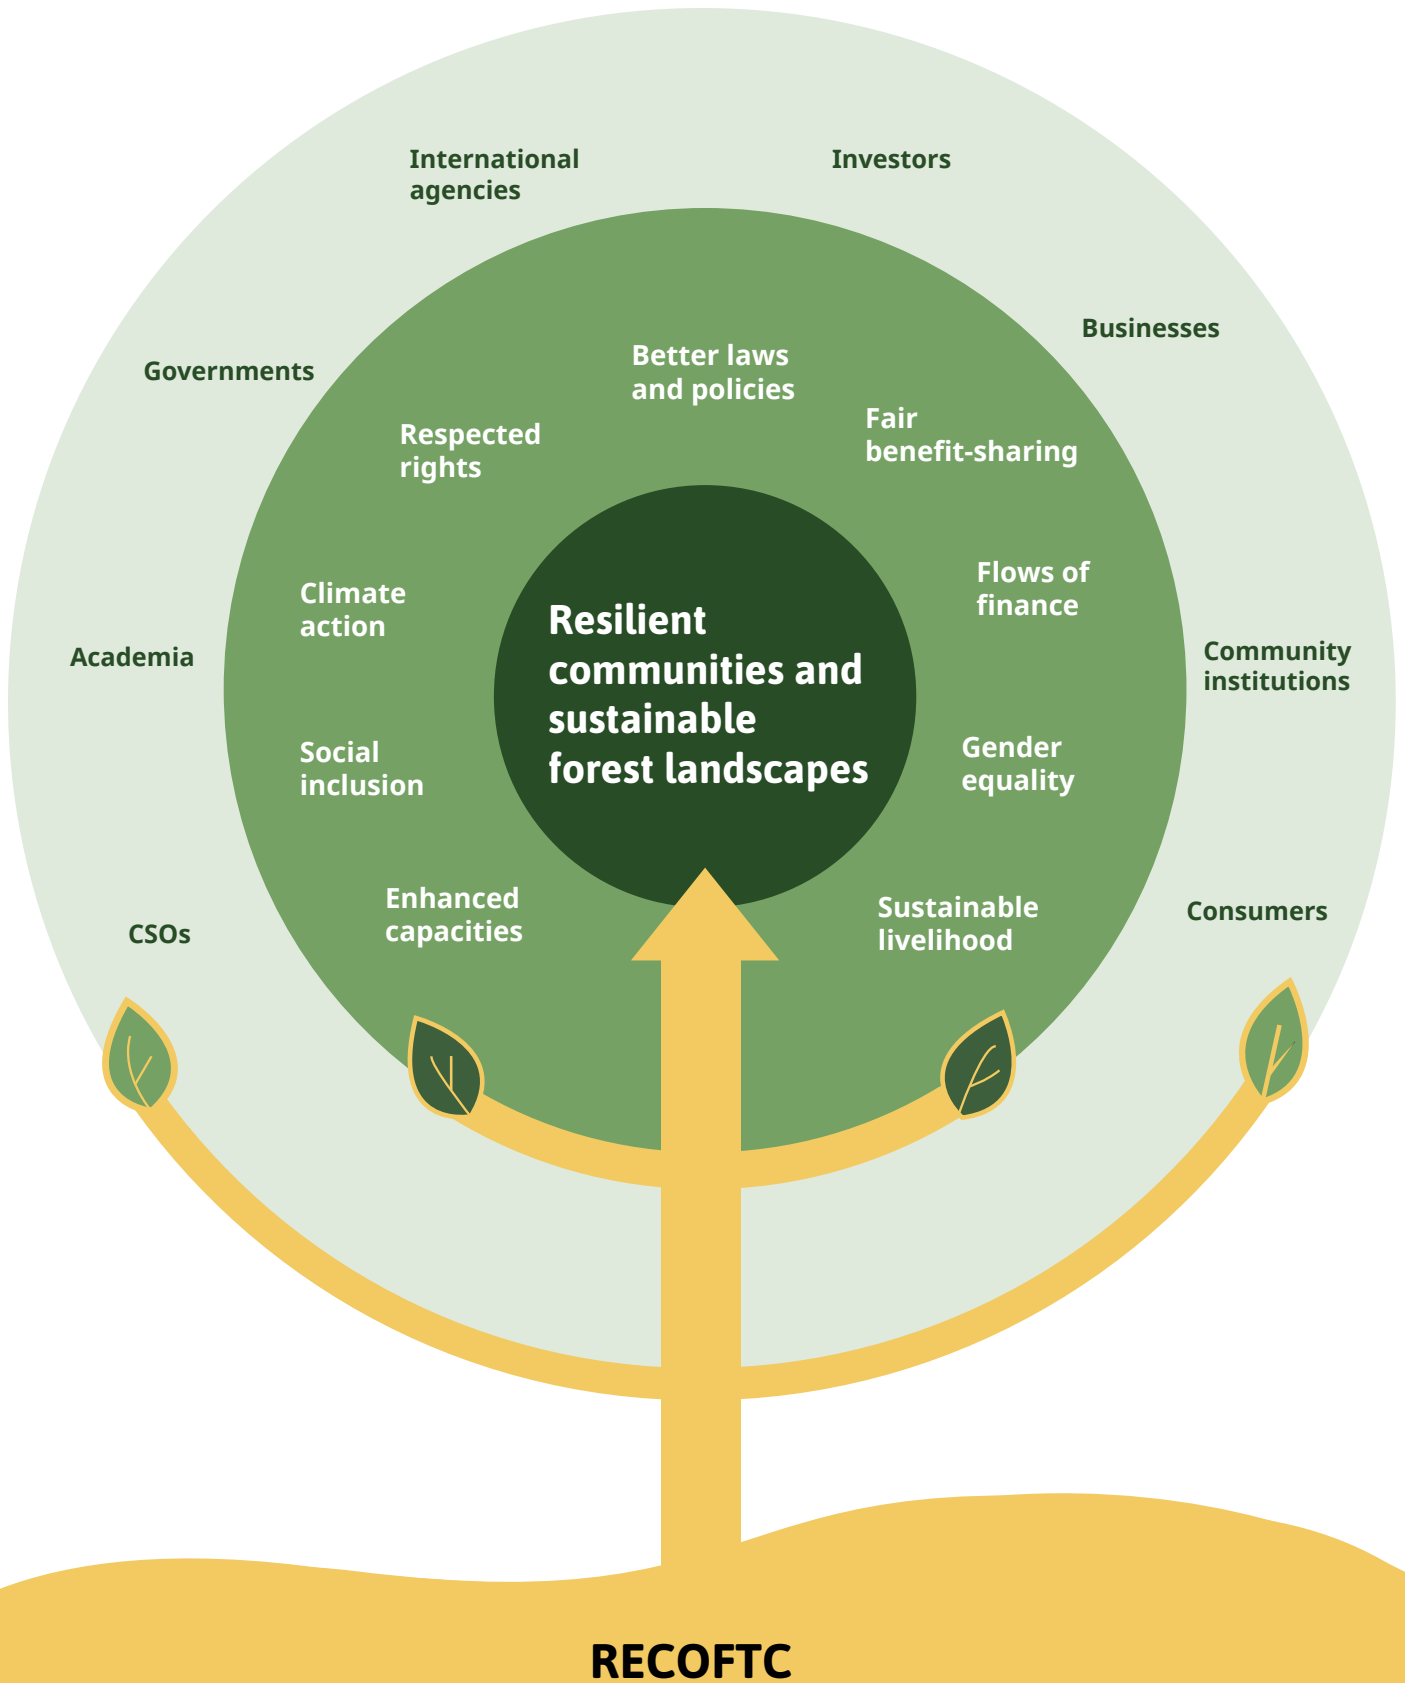 International
agencies
Investors
Businesses
Governments
Better laws
and policies
Fair
benefit-sharing
Respected
rights
Flows of
finance
Climate
action
Resilient
communities and
sustainable
forest landscapes
Academia
Community
institutions
Social
inclusion
Gender
equality
Enhanced
capacities
Sustainable
livelihood
CSOs
Consumers
RECOFTC